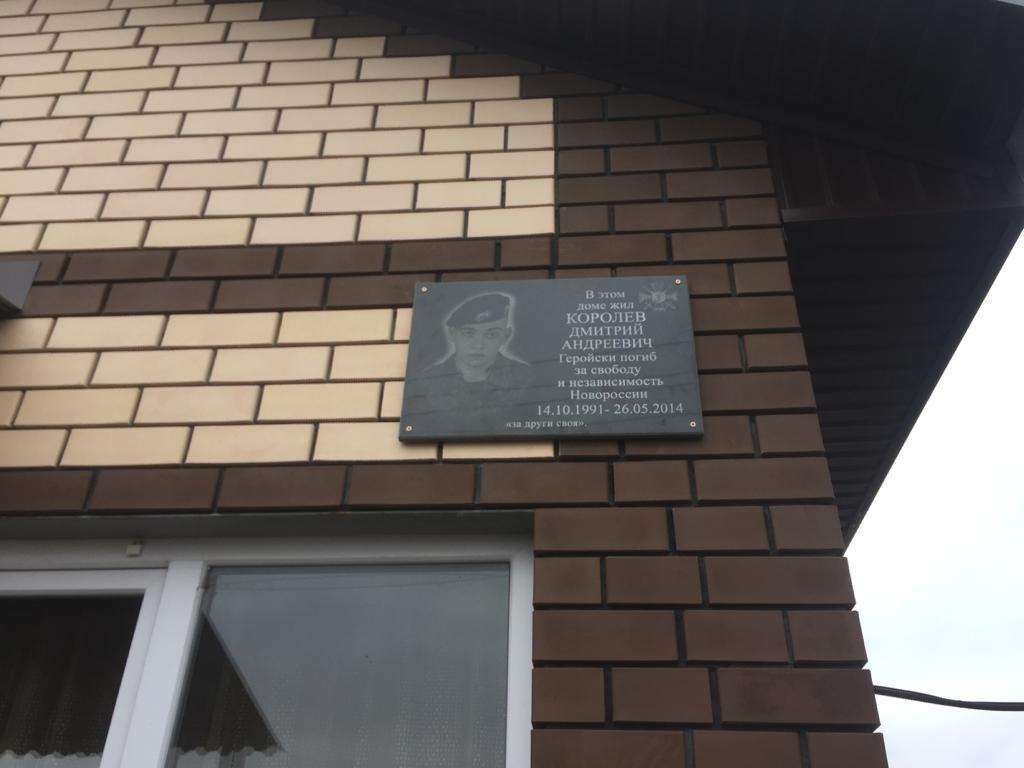 В этом
доме жил
КОРОЛЕВ
ДМИТРИЙ
АНДРЕЕВИЧ
Геройски погиб
за свободу
и независимость
Новороссии
14.10.1991- 26.05.2014
«за други своя».